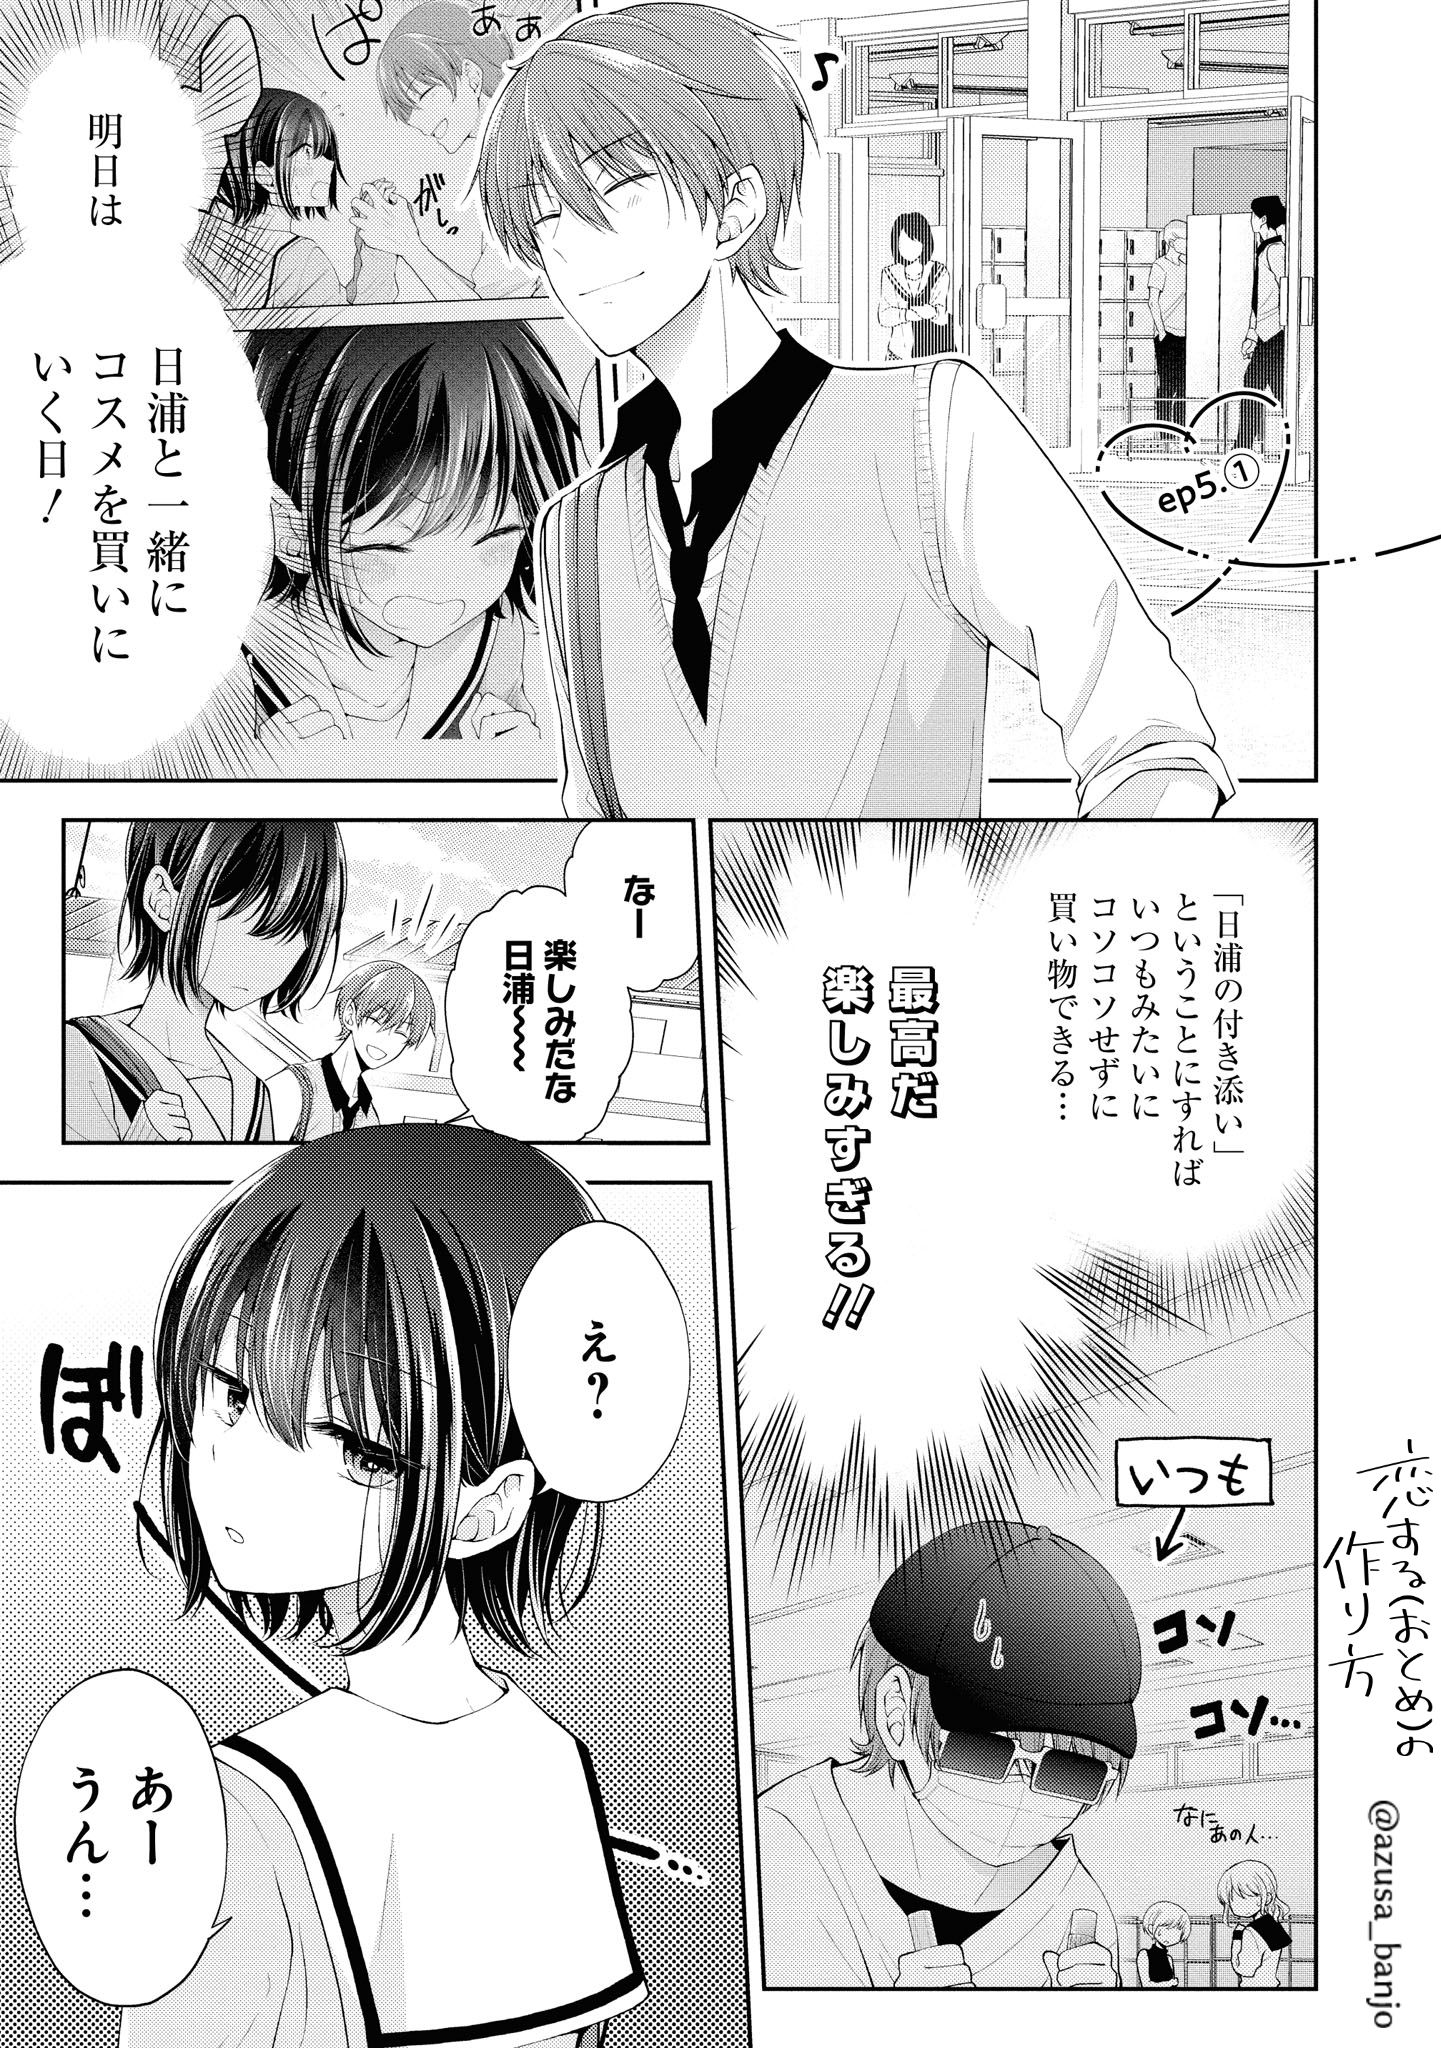 ep5.①
♪
ぱ
あぁ
ガシ
明日は
日浦と一緒に
コスメを買いに
いく日！
「日浦の付き添い」
ということにすれば
いつもみたいに
コソコソせずに
買い物できる…
最高だ
楽しみすぎる!!
いつも
コソ
コソ…
なに
あの人…
なー
楽しみだな
日浦〜〜〜
え？
ぼ
ー…
あー
うん…
恋する(おとめ)の
作り方
@azusa_banjo